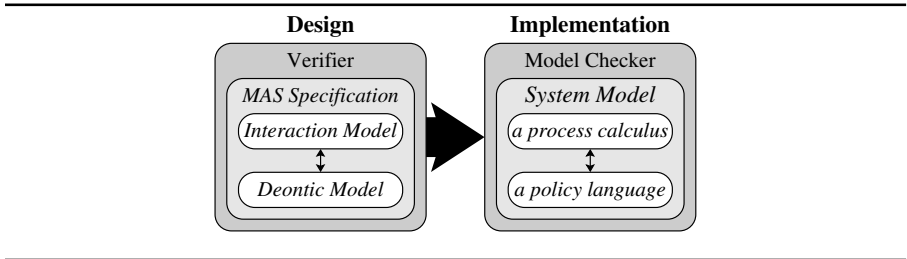 Design
Verifier
MAS Specification
Interaction Model
Deontic Model
Implementation
Model Checker
System Model
a process calculus
a policy language